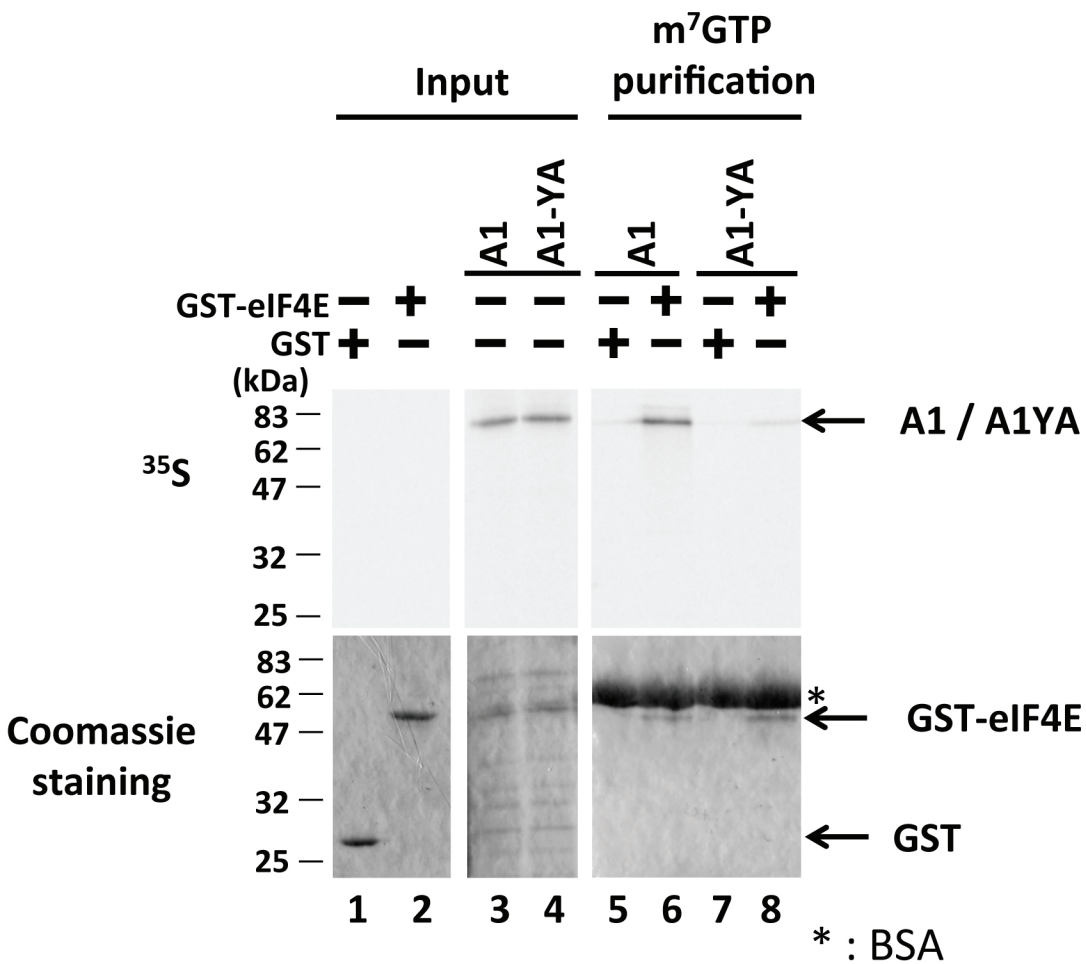 m⁷GTP
Input purification
A1 A1-YA A1 A1-YA
GST-eIF4E − + − − − + − +
GST + − − − + − + −
(kDa)
83
62
47
32
25
³⁵S
A1 / A1YA
83
62
47
32
25
Coomassie
staining
*
GST-eIF4E
GST
1 2 3 4 5 6 7 8
* : BSA